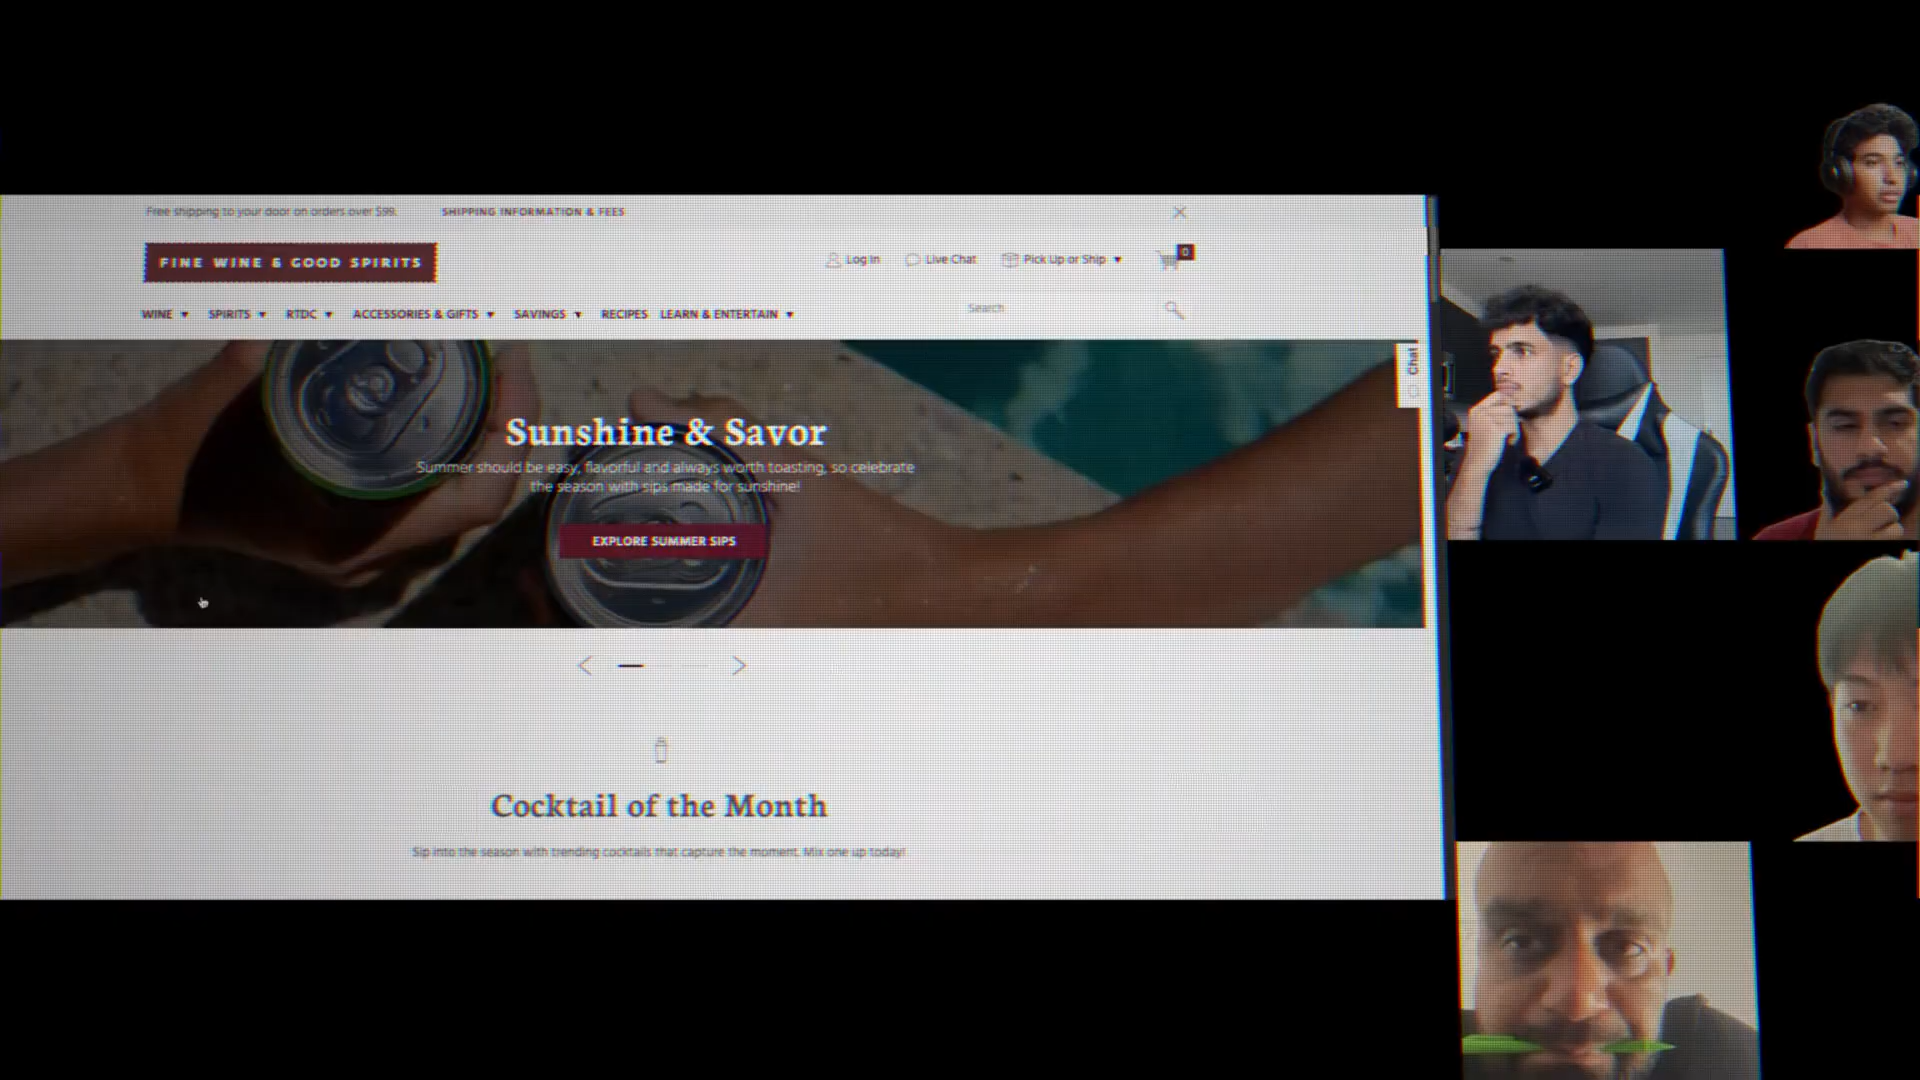 Free shipping to your door on orders over $99.
SHIPPING INFORMATION & FEES
FINE WINE & GOOD SPIRITS
Log In
Live Chat
Pick Up or Ship
0
WINE
SPIRITS
RTDC
ACCESSORIES & GIFTS
SAVINGS
RECIPES
LEARN & ENTERTAIN
Search
Chat
Sunshine & Savor
Summer should be easy, flavorful and always worth toasting, so celebrate
the season with sips made for sunshine!
EXPLORE SUMMER SIPS
Cocktail of the Month
Sip into the season with trending cocktails that capture the moment. Mix one up today!